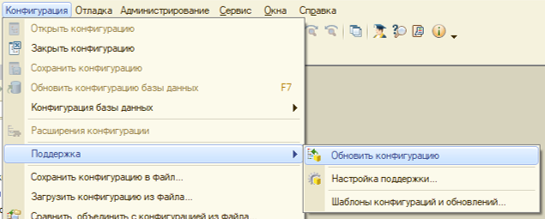 Конфигурация Отладка Администрирование Сервис Окна Справка
Открыть конфигурацию
Закрыть конфигурацию
Сохранить конфигурацию
Обновить конфигурацию базы данных F7
Конфигурация базы данных
Расширения конфигурации
Поддержка
Обновить конфигурацию
Сохранить конфигурацию в файл...
Настройка поддержки...
Загрузить конфигурацию из файла...
Шаблоны конфигураций и обновлений...
Сравнить, объединить с конфигурацией из файла